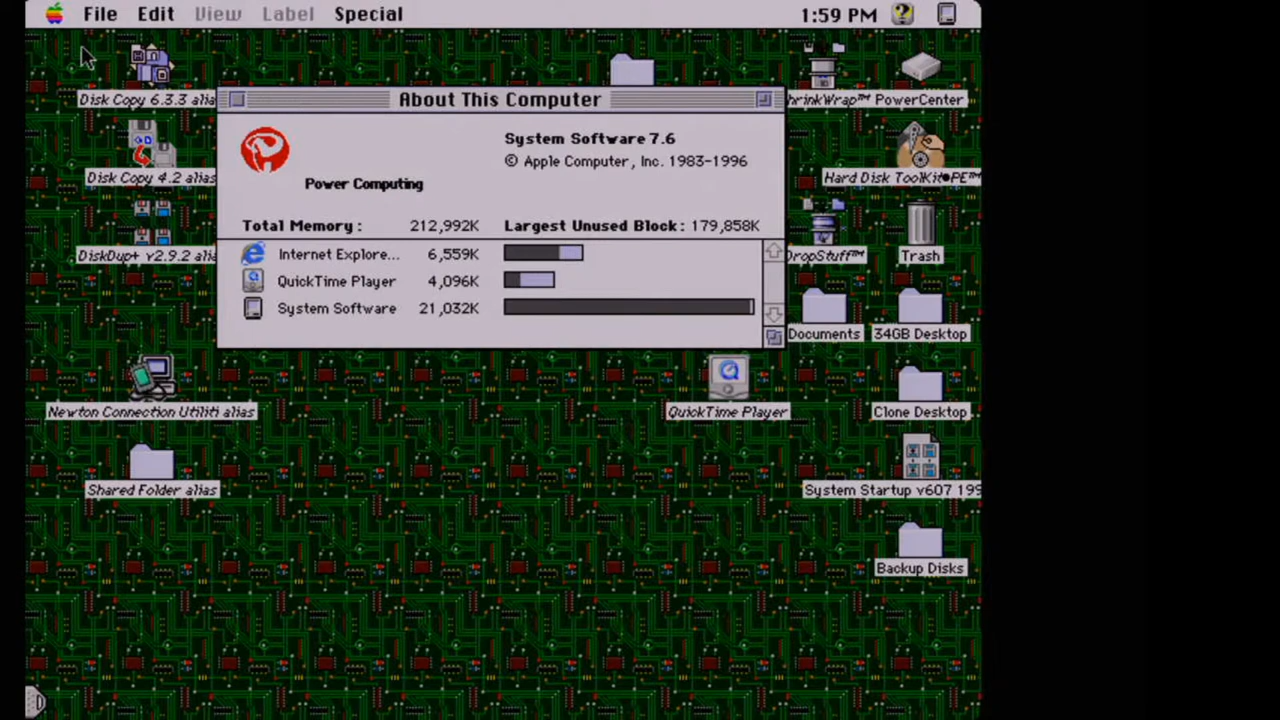 File Edit View Label Special 1:59 PM
Disk Copy 6.3.3 alia
Disk Copy 4.2 alias
DiskDup+ v2.9.2 alia
Newton Connection Utiliti alias
Shared Folder alias
About This Computer
System Software 7.6
© Apple Computer, Inc. 1983-1996
Power Computing
Total Memory : 212,992K Largest Unused Block : 179,858K
Internet Explore... 6,559K
QuickTime Player 4,096K
System Software 21,032K
QuickTime Player
hrinkWrap™ PowerCenter
Hard Disk ToolKit•PE™
DropStuff™ Trash
Documents 34GB Desktop
Clone Desktop
System Startup v607 199
Backup Disks